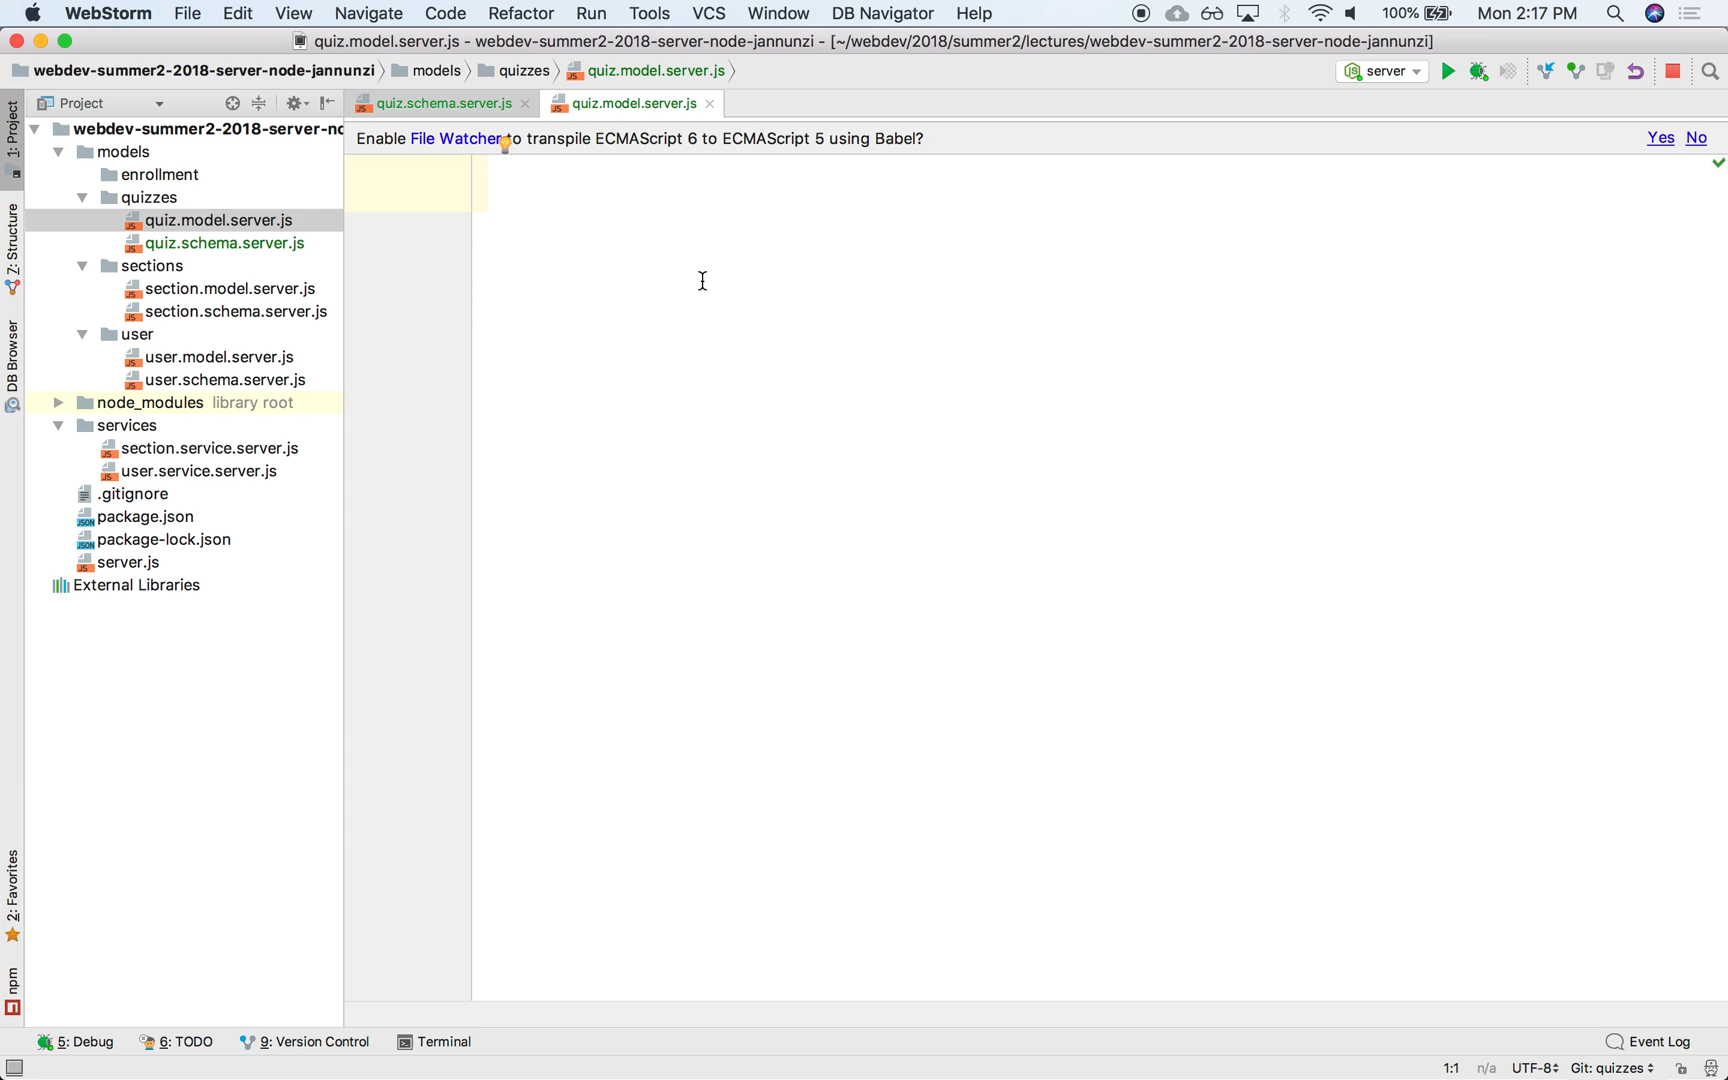 WebStorm File Edit View Navigate Code Refactor Run Tools VCS Window DB Navigator Help 100% Mon 2:17 PM
quiz.model.server.js - webdev-summer2-2018-server-node-jannunzi - [~/webdev/2018/summer2/lectures/webdev-summer2-2018-server-node-jannunzi]
webdev-summer2-2018-server-node-jannunzi models quizzes quiz.model.server.js server
Project quiz.schema.server.js quiz.model.server.js
Enable File Watcher to transpile ECMAScript 6 to ECMAScript 5 using Babel? Yes No
webdev-summer2-2018-server-no
models
enrollment
quizzes
quiz.model.server.js
quiz.schema.server.js
sections
section.model.server.js
section.schema.server.js
user
user.model.server.js
user.schema.server.js
node_modules library root
services
section.service.server.js
user.service.server.js
.gitignore
package.json
package-lock.json
server.js
External Libraries
1: Project
7: Structure
DB Browser
2: Favorites
npm
5: Debug 6: TODO 9: Version Control Terminal Event Log
1:1 n/a UTF-8 Git: quizzes